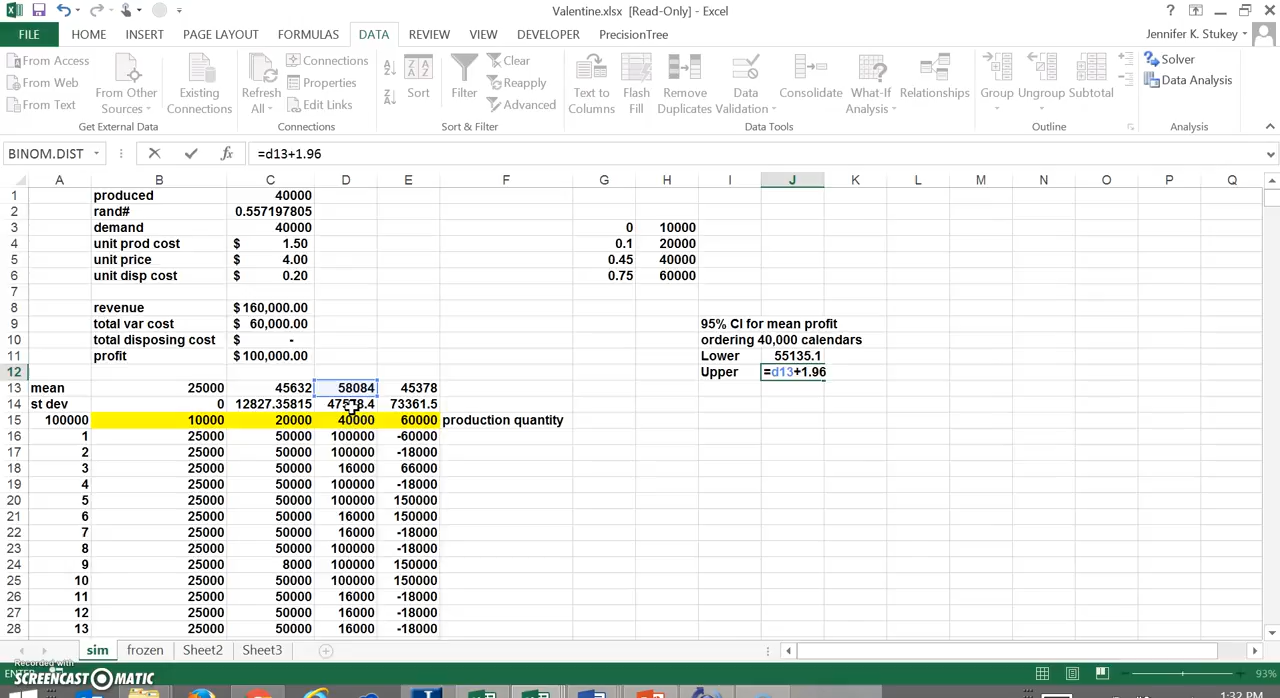 Valentine.xlsx [Read-Only] - Excel
FILE HOME INSERT PAGE LAYOUT FORMULAS DATA REVIEW VIEW DEVELOPER PrecisionTree Jennifer K. Stukey
From Access
From Web
From Text
From Other Sources
Existing Connections
Get External Data
Refresh All
Connections
Properties
Edit Links
Connections
Sort
Filter
Clear
Reapply
Advanced
Sort & Filter
Text to Columns
Flash Fill
Remove Duplicates
Data Validation
Consolidate
What-If Analysis
Relationships
Data Tools
Group
Ungroup
Subtotal
Outline
Solver
Data Analysis
Analysis
BINOM.DIST fx =d13+1.96
A B C D E F G H I J K L M N O P Q
1 produced 40000
2 rand# 0.557197805
3 demand 40000 0 10000
4 unit prod cost $ 1.50 0.1 20000
5 unit price $ 4.00 0.45 40000
6 unit disp cost $ 0.20 0.75 60000
7
8 revenue $ 160,000.00
9 total var cost $ 60,000.00 95% CI for mean profit
10 total disposing cost $ - ordering 40,000 calendars
11 profit $ 100,000.00 Lower 55135.1
12 Upper =d13+1.96
13 mean 25000 45632 58084 45378
14 st dev 0 12827.35815 73361.5
15 100000 10000 20000 40000 60000 production quantity
16 1 25000 50000 100000 -60000
17 2 25000 50000 100000 -18000
18 3 25000 50000 16000 66000
19 4 25000 50000 100000 -18000
20 5 25000 50000 100000 150000
21 6 25000 50000 16000 150000
22 7 25000 50000 16000 -18000
23 8 25000 50000 100000 -18000
24 9 25000 8000 100000 150000
25 10 25000 50000 100000 150000
26 11 25000 50000 16000 -18000
27 12 25000 50000 16000 -18000
28 13 25000 50000 16000 -18000
sim frozen Sheet2 Sheet3
Recorded with
SCREENCAST MATIC
93%
1:32 PM